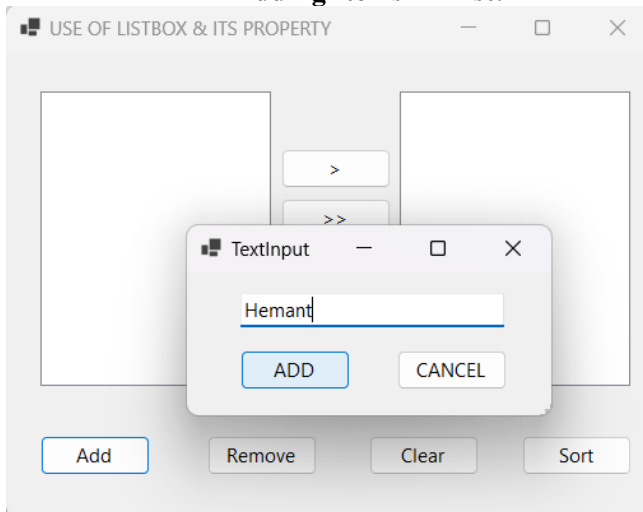 USE OF LISTBOX & ITS PROPERTY
>
>>
TextInput
Hemant
ADD CANCEL
Add Remove Clear Sort